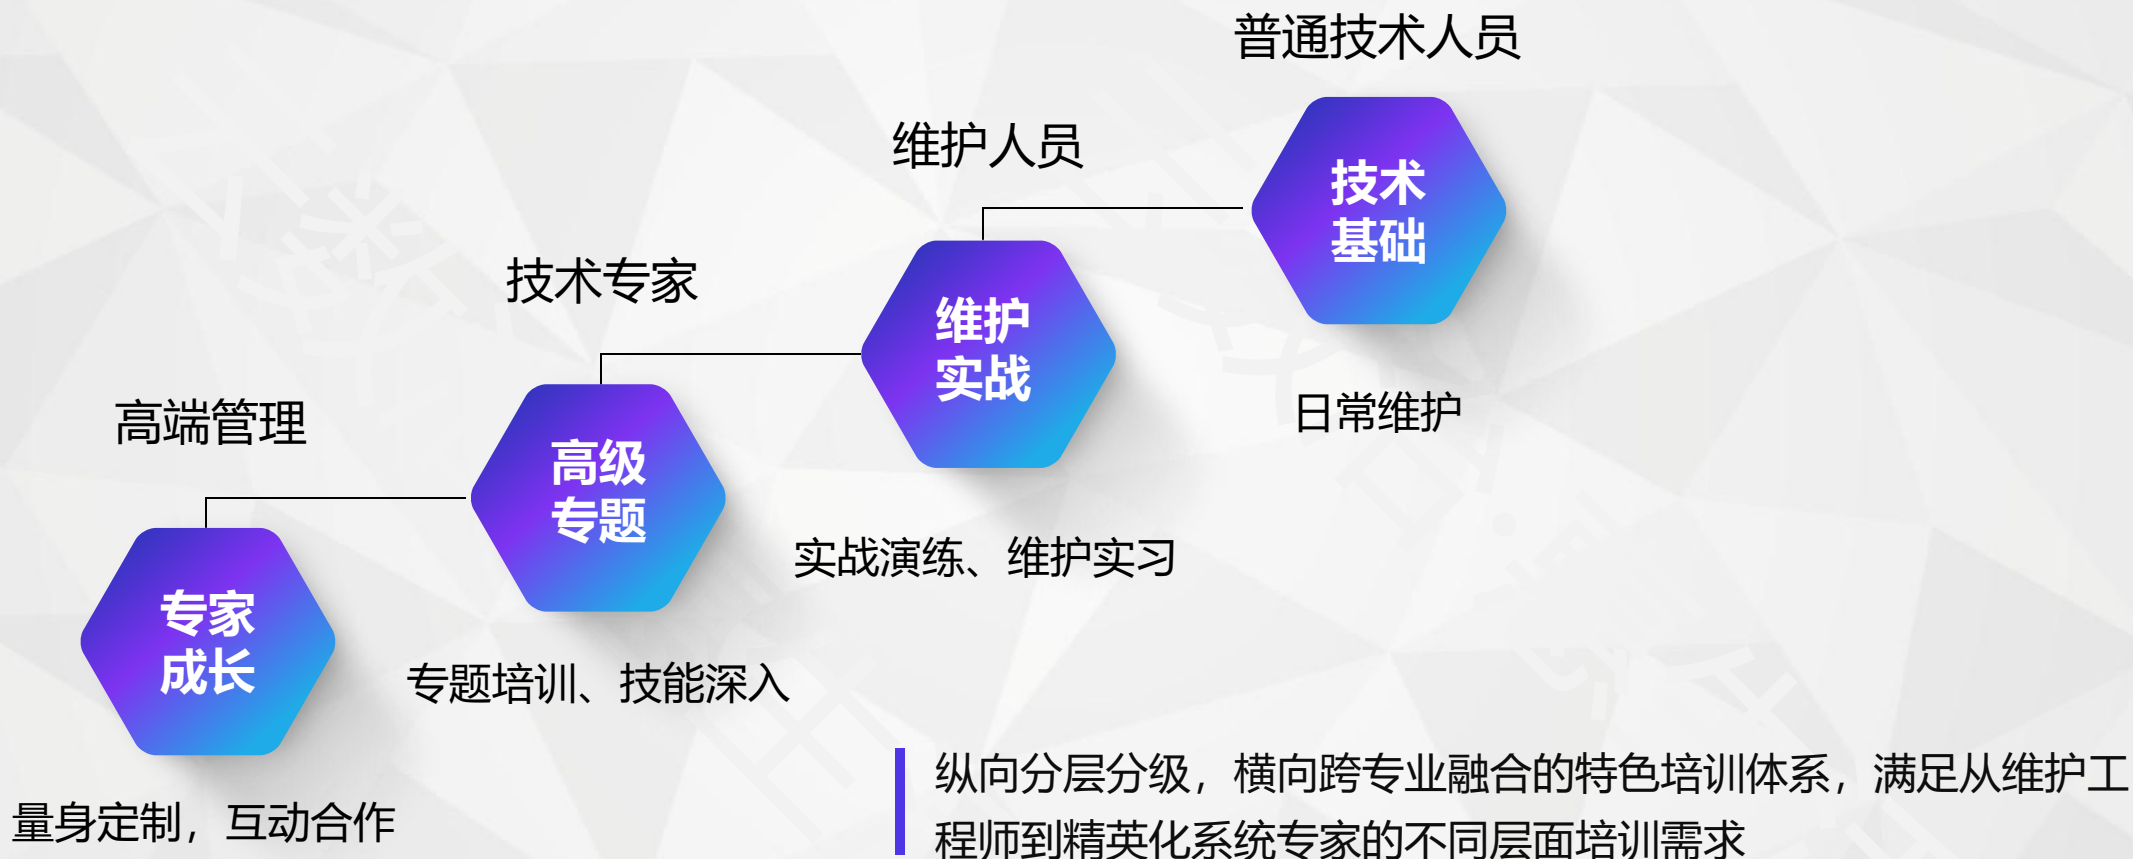 普通技术人员
技术
基础
日常维护
维护人员
维护
实战
实战演练、维护实习
技术专家
高级
专题
专题培训、技能深入
高端管理
专家
成长
量身定制，互动合作
纵向分层分级，横向跨专业融合的特色培训体系，满足从维护工
程师到精英化系统专家的不同层面培训需求